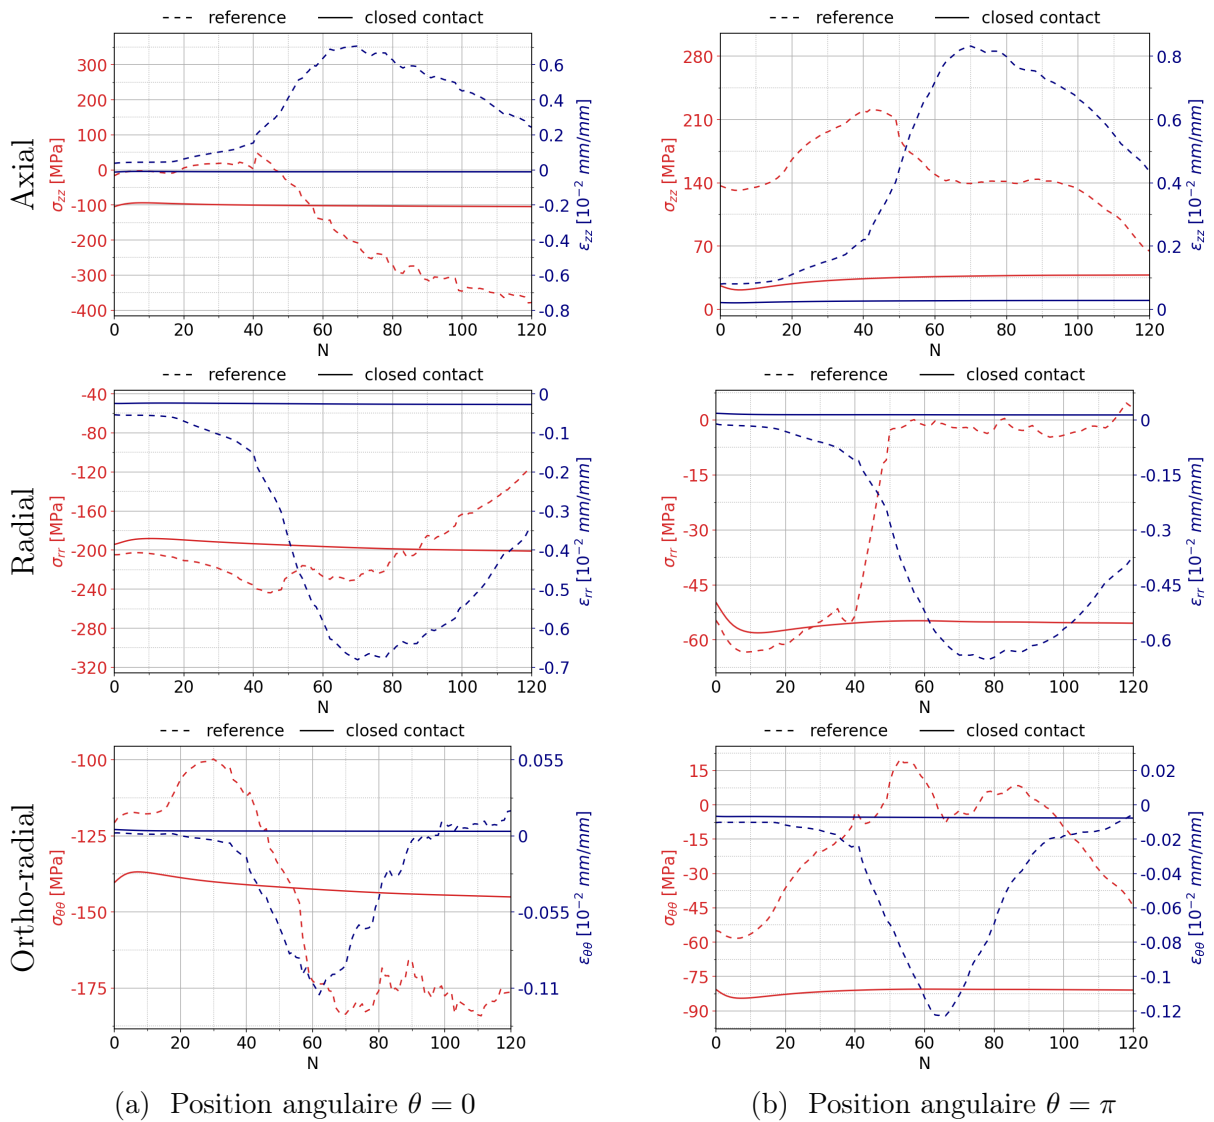 reference closed contact
reference closed contact
Axial
σzz [MPa]
300
200
100
0
-100
-200
-300
-400
0.6
0.4
0.2
0
-0.2
-0.4
-0.6
-0.8
εzz [10⁻² mm/mm]
0 20 40 60 80 100 120
N
σzz [MPa]
280
210
140
70
0
0.8
0.6
0.4
0.2
0
εzz [10⁻² mm/mm]
0 20 40 60 80 100 120
N
reference closed contact
reference closed contact
Radial
σrr [MPa]
-40
-80
-120
-160
-200
-240
-280
-320
0
-0.1
-0.2
-0.3
-0.4
-0.5
-0.6
-0.7
εrr [10⁻² mm/mm]
0 20 40 60 80 100 120
N
σrr [MPa]
0
-15
-30
-45
-60
0
-0.15
-0.3
-0.45
-0.6
εrr [10⁻² mm/mm]
0 20 40 60 80 100 120
N
reference closed contact
reference closed contact
Ortho-radial
σθθ [MPa]
-100
-125
-150
-175
0.055
0
-0.055
-0.11
εθθ [10⁻² mm/mm]
0 20 40 60 80 100 120
N
σθθ [MPa]
15
0
-15
-30
-45
-60
-75
-90
0.02
0
-0.02
-0.04
-0.06
-0.08
-0.1
-0.12
εθθ [10⁻² mm/mm]
0 20 40 60 80 100 120
N
(a) Position angulaire θ = 0
(b) Position angulaire θ = π